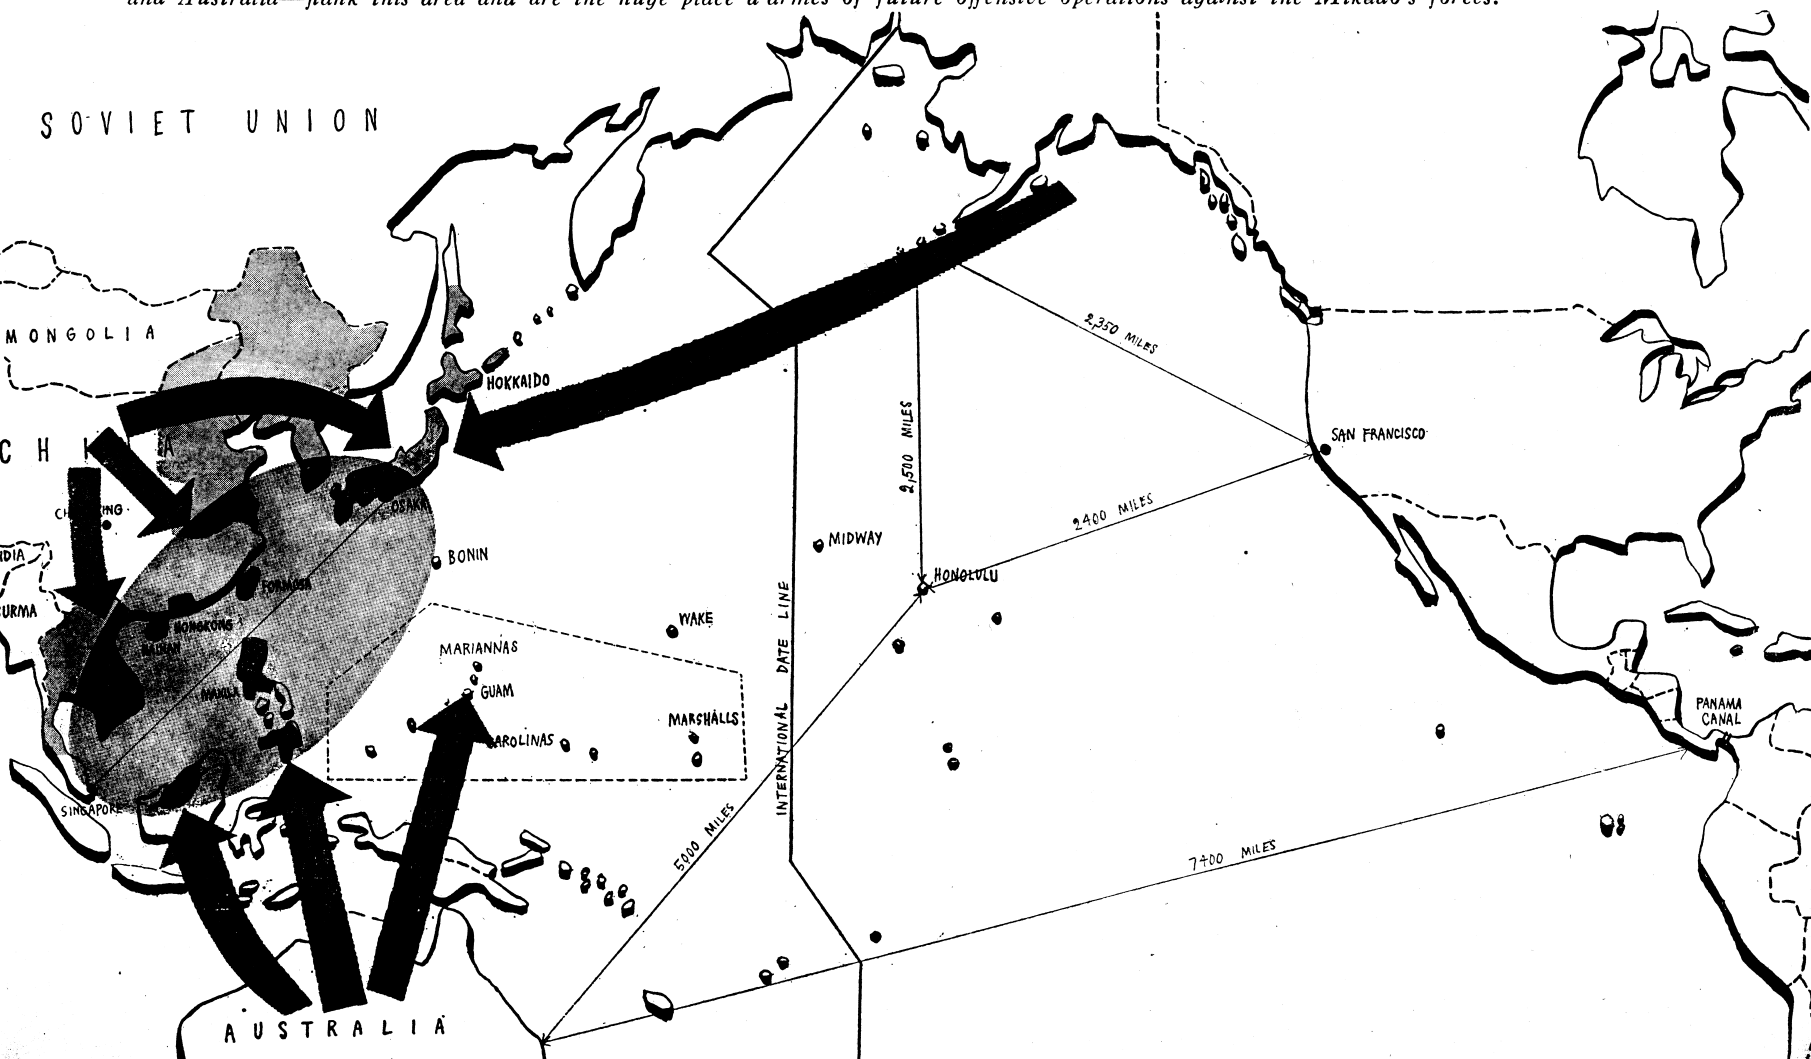 and Australia—flank this area and are the huge place d'armes of future offensive operations against the Mikado's forces.
SOVIET UNION
MONGOLIA
HOKKAIDO
2,350 MILES
SAN FRANCISCO
2,500 MILES
2400 MILES
OSAKA
MIDWAY
BONIN
HONOLULU
FORMOSA
HONGKONG
HAINAN
WAKE
MARIANNAS
GUAM
MANILA
MARSHALLS
CAROLINAS
INTERNATIONAL DATE LINE
PANAMA
CANAL
SINGAPORE
5000 MILES
7400 MILES
AUSTRALIA